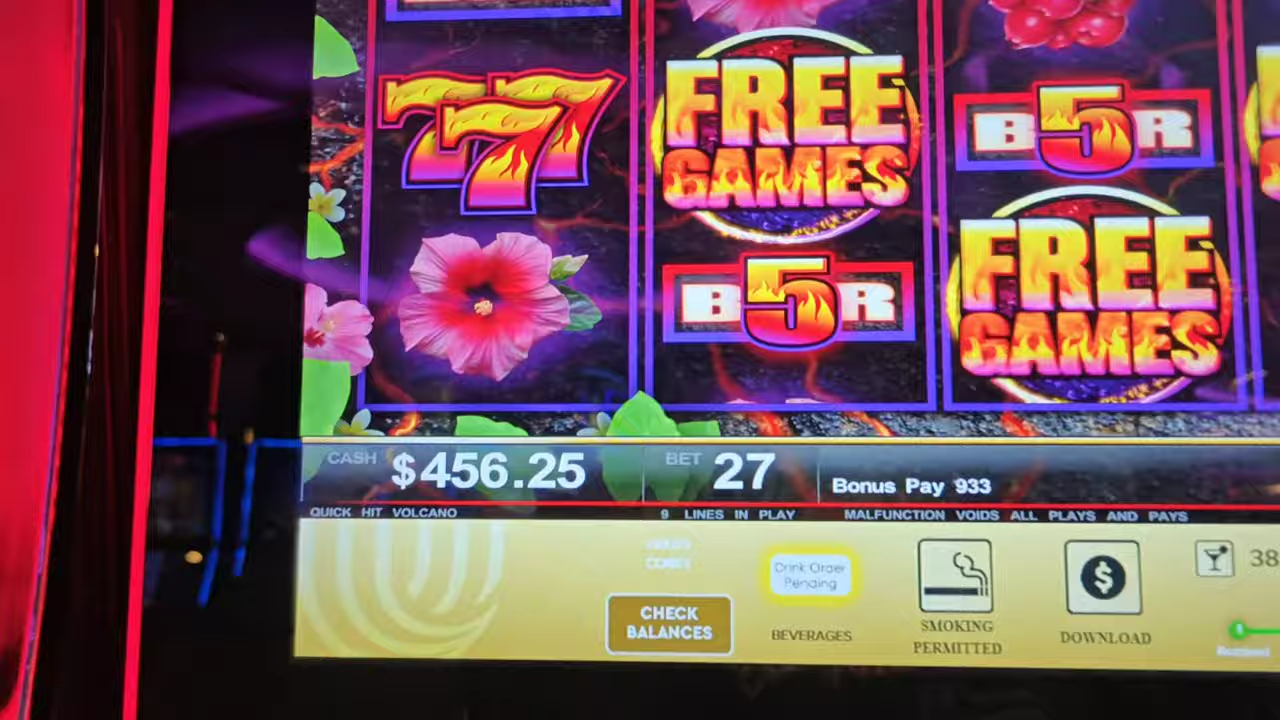 777
FREE
GAMES
B5R
FREE
GAMES
B5R
CASH $456.25
BET 27
Bonus Pay 933
QUICK HIT VOLCANO
9 LINES IN PLAY
MALFUNCTION VOIDS ALL PLAYS AND PAYS
Drink Order
Pending
CHECK
BALANCES
BEVERAGES
SMOKING
PERMITTED
$
DOWNLOAD
38